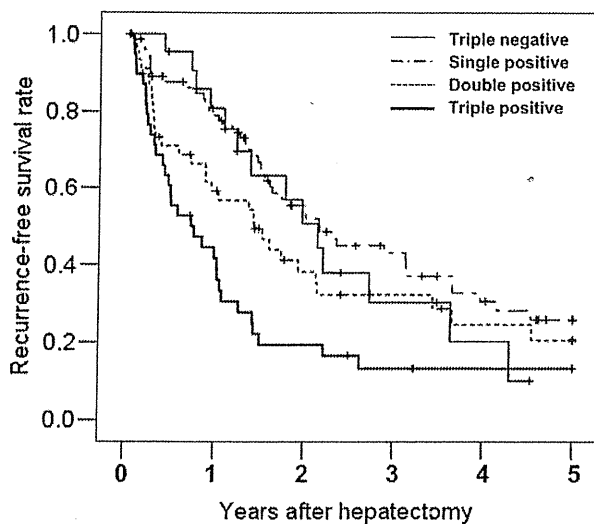 Recurrence-free survival rate
1.0
0.8
0.6
0.4
0.2
0.0
Triple negative
Single positive
Double positive
Triple positive
0 1 2 3 4 5
Years after hepatectomy